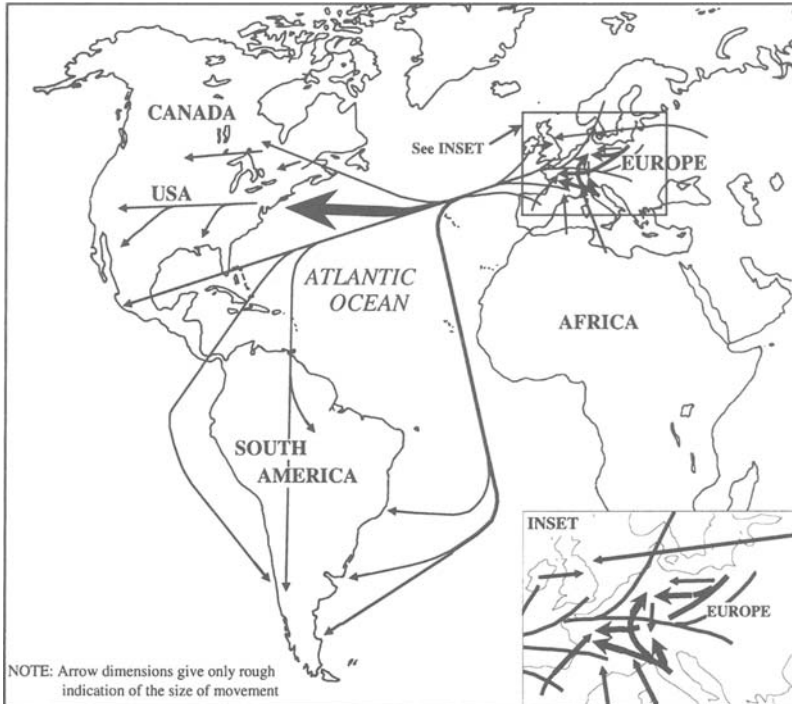 CANADA
See INSET
EUROPE
USA
ATLANTIC
OCEAN
AFRICA
SOUTH
AMERICA
INSET
EUROPE
NOTE: Arrow dimensions give only rough
indication of the size of movement